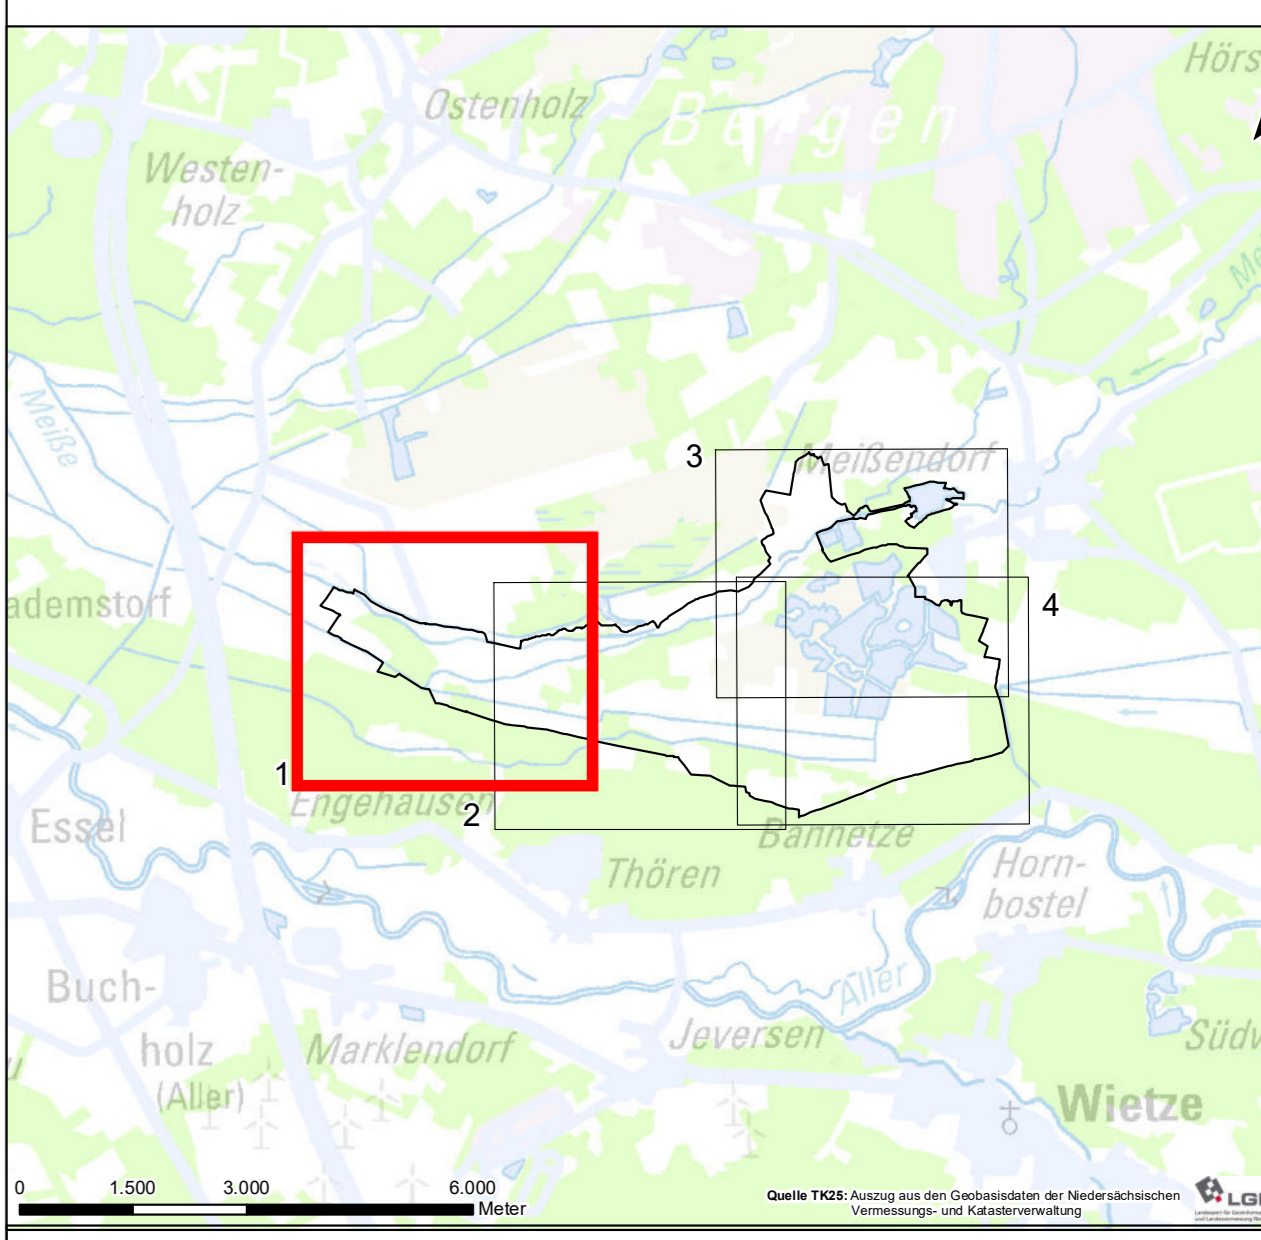 Hörs
Ostenholz
Bergen
Westen-
holz
Meiße
3
Meißendorf
ademstorf
4
1
Engehausen
2
Essel
Bannetze
Thören
Horn-
bostel
Buch-
Aller
holz
(Aller)
Marklendorf
Jeversen
Südw
Wietze
0 1.500 3.000 6.000
Meter
Quelle TK25: Auszug aus den Geobasisdaten der Niedersächsischen
Vermessungs- und Katasterverwaltung